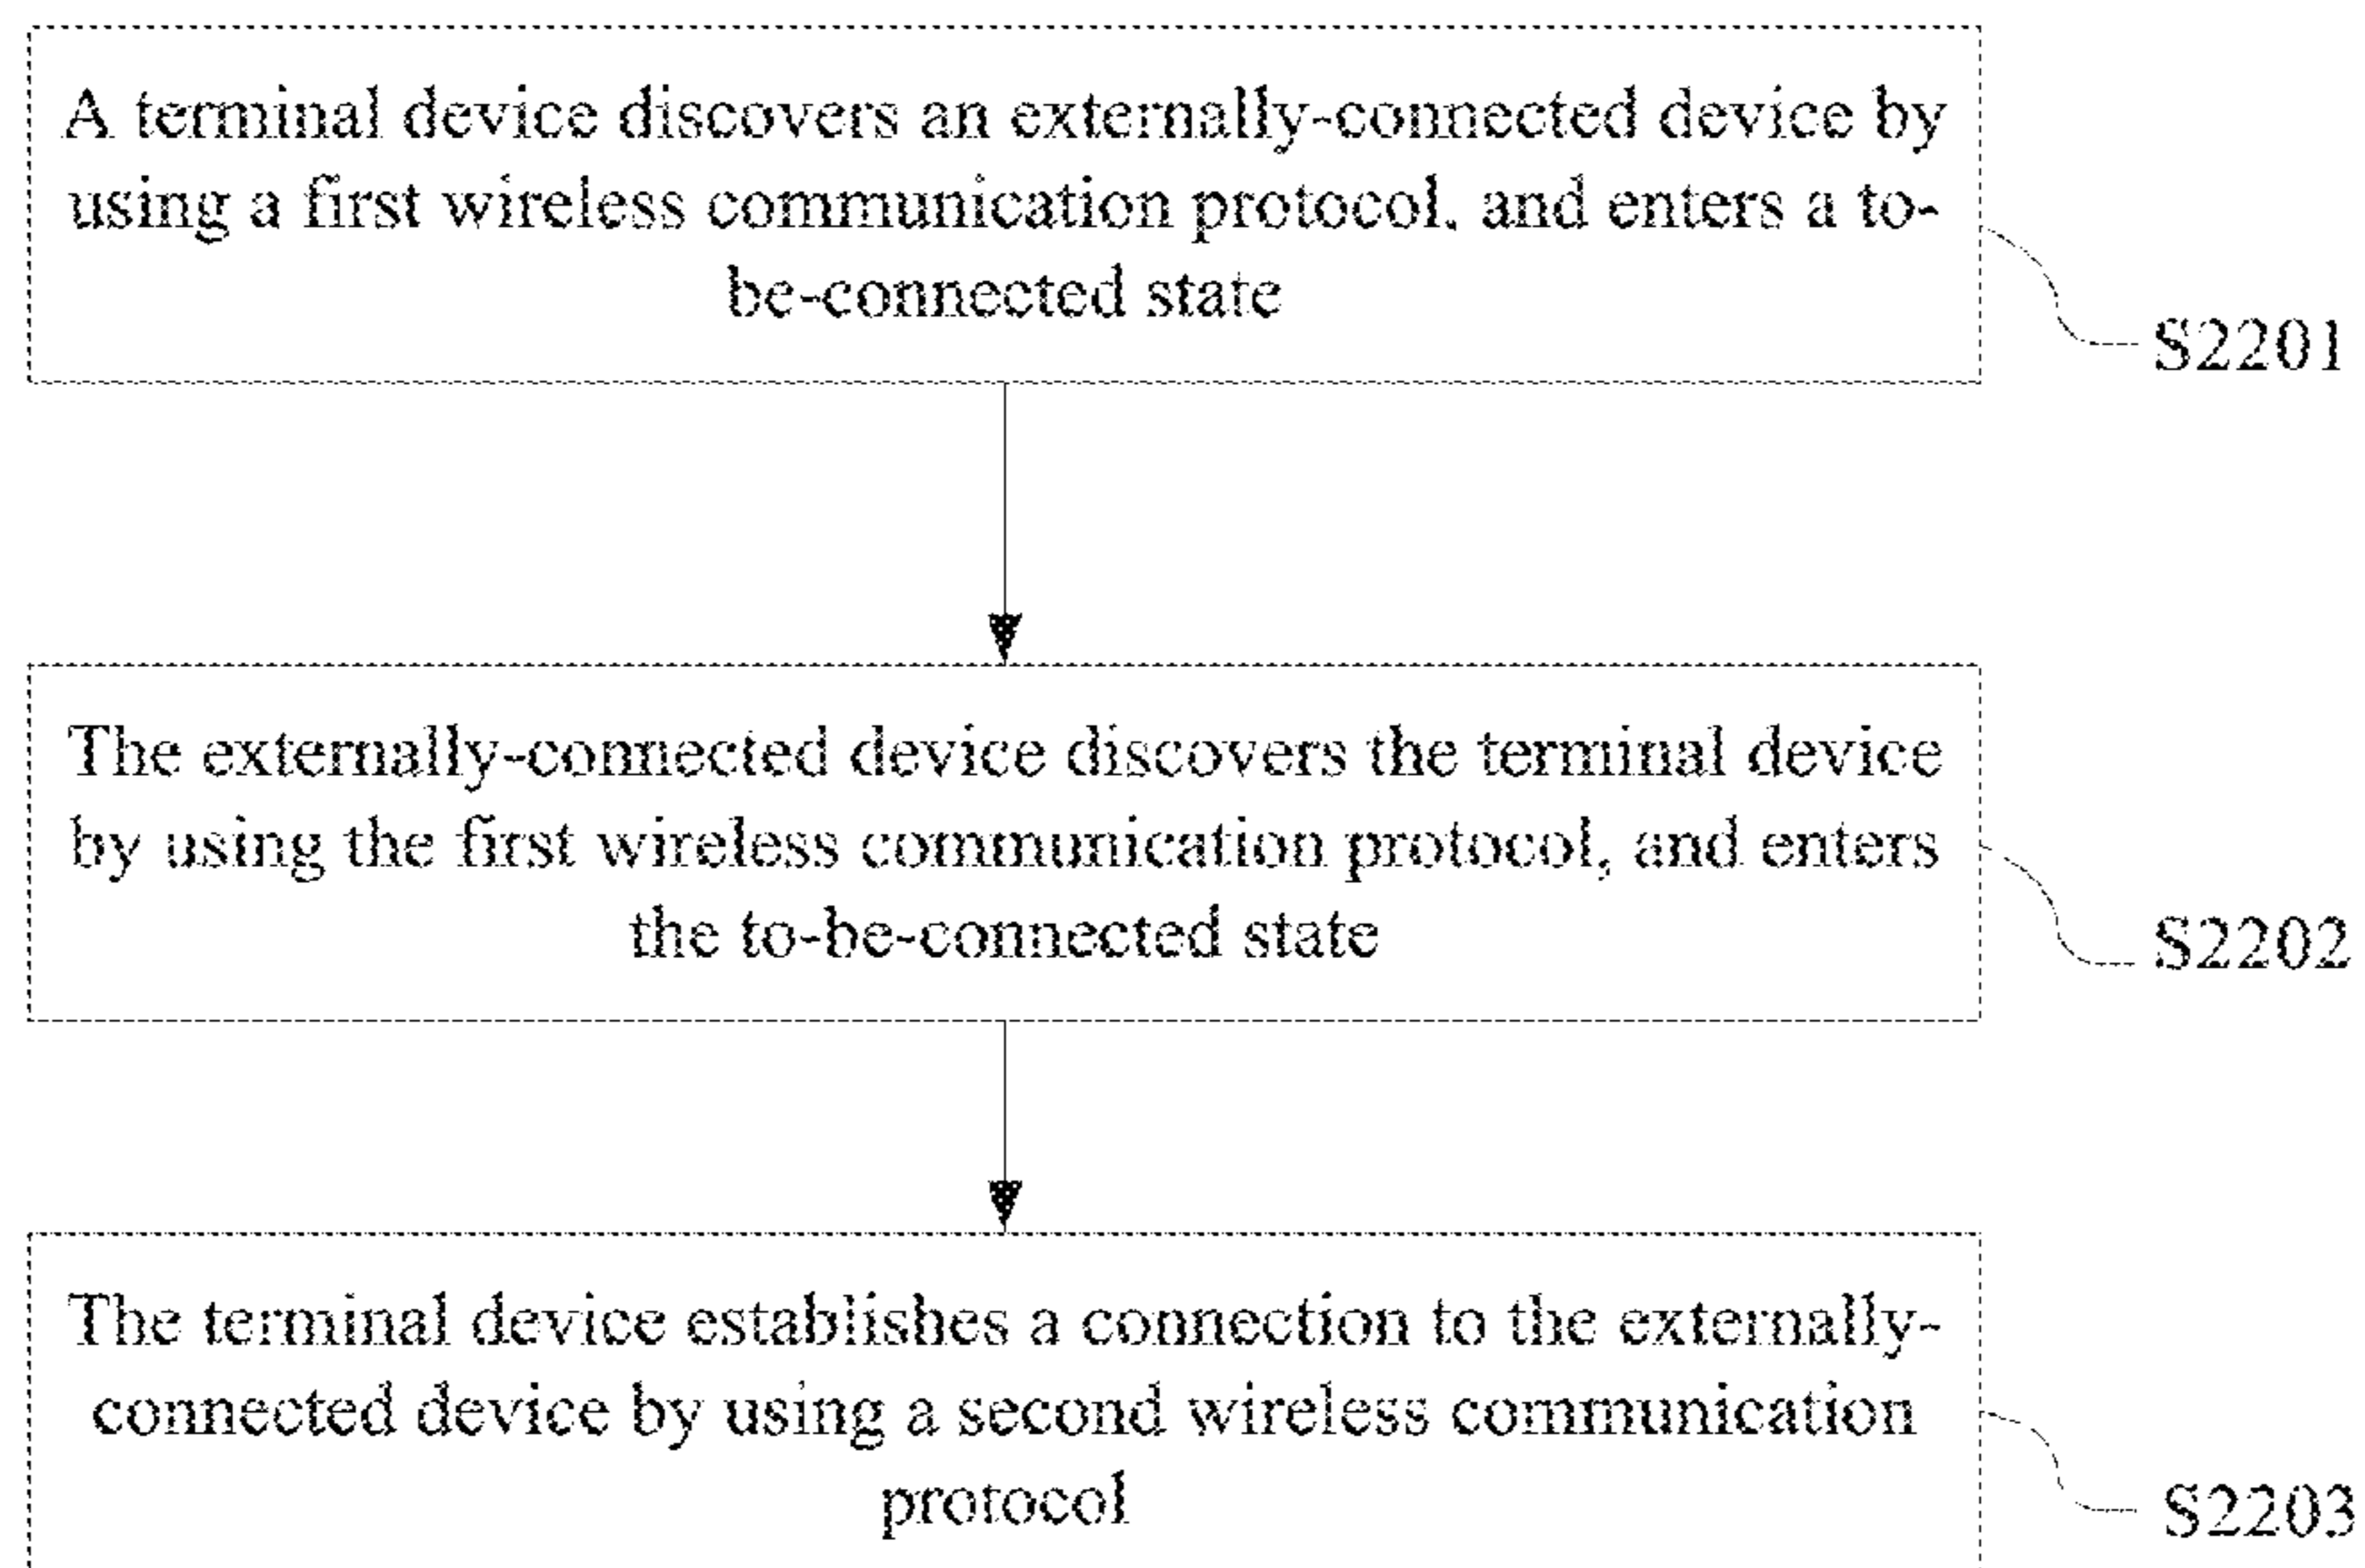 A terminal device discovers an externally-connected device by
using a first wireless communication protocol, and enters a to-
be-connected state
S2201
The externally-connected device discovers the terminal device
by using the first wireless communication protocol, and enters
the to-be-connected state
S2202
The terminal device establishes a connection to the externally-
connected device by using a second wireless communication
protocol
S2203